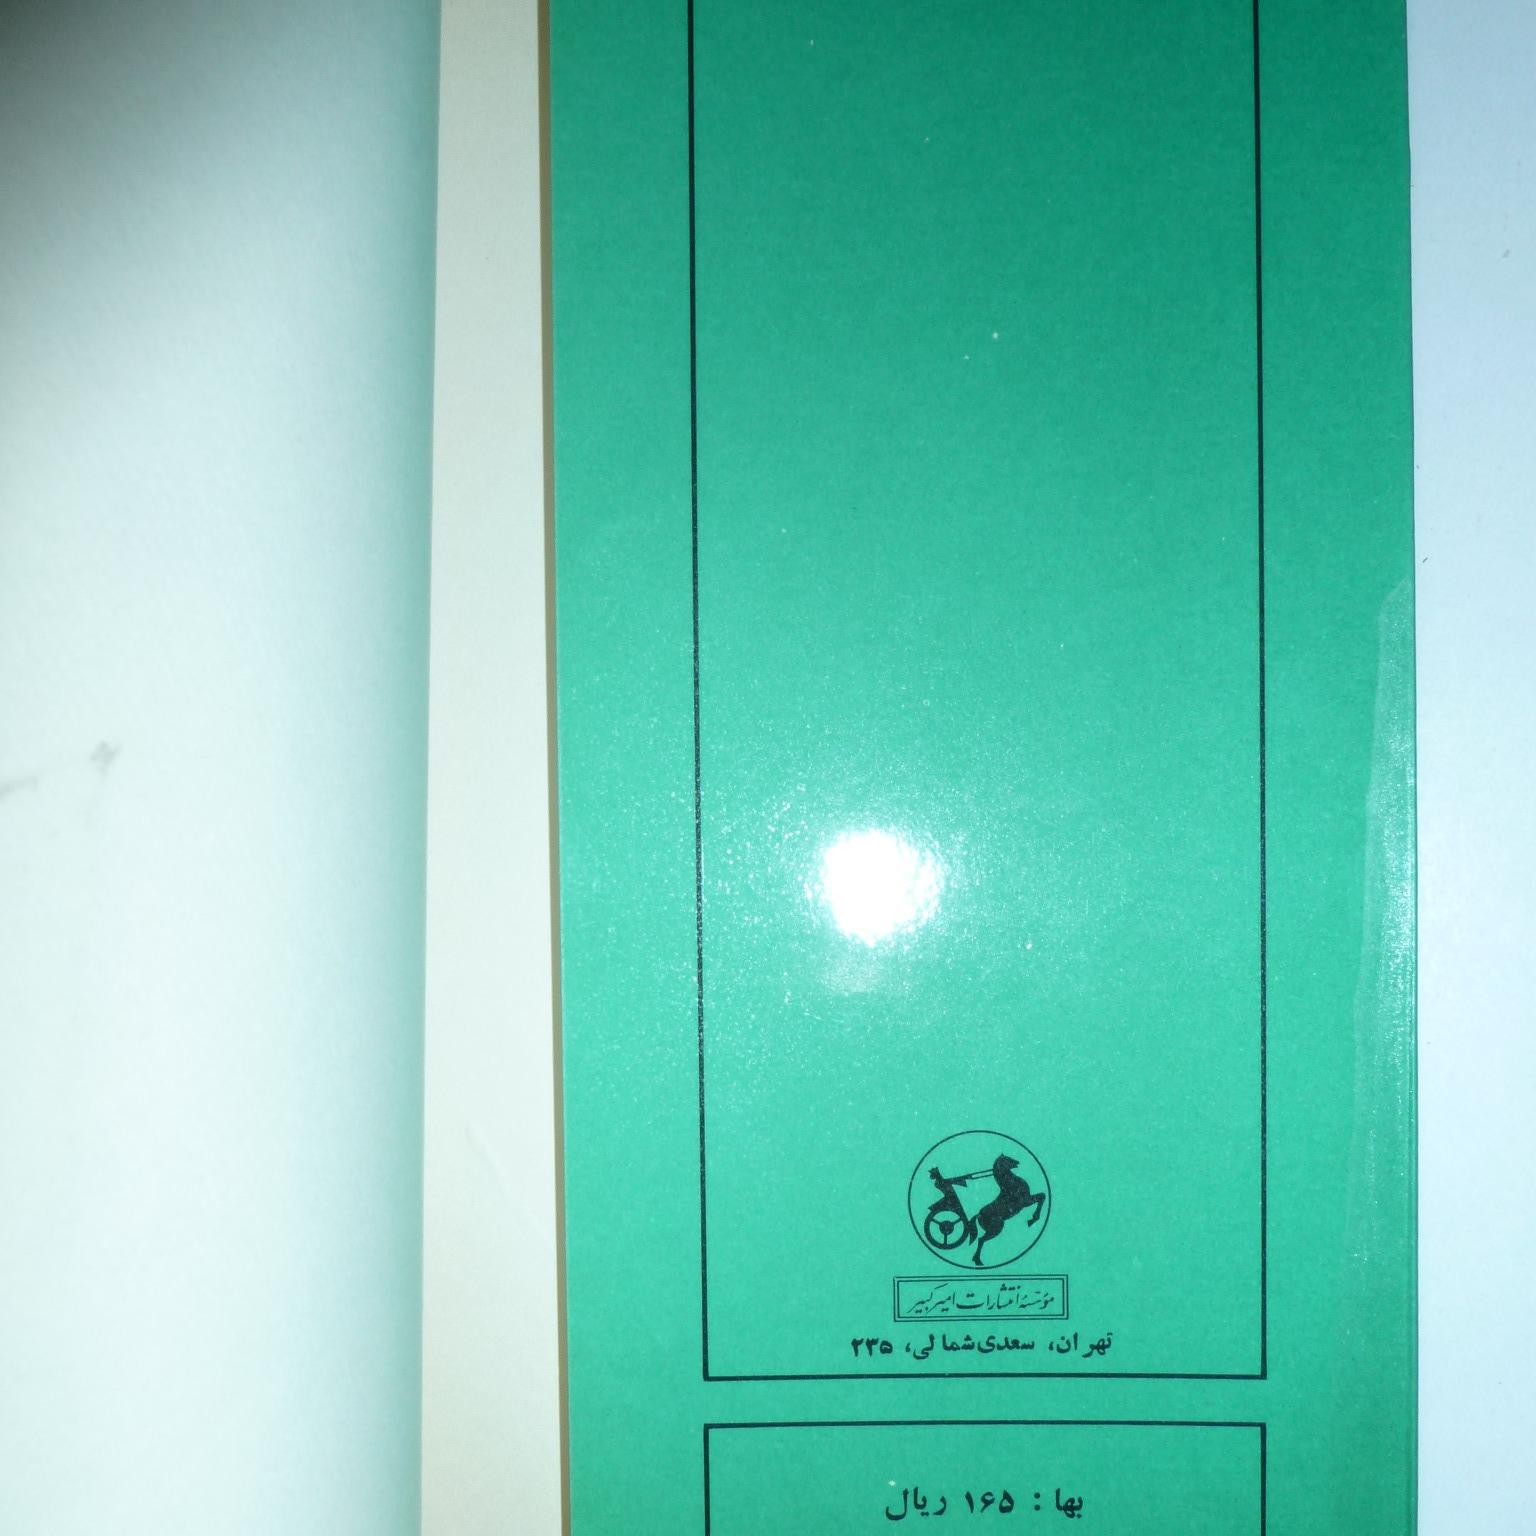 مؤسسهٔ انتشارات امیرکبیر
تهران، سعدی شمالی، ۲۳۵
بها : ۱۶۵ ریال